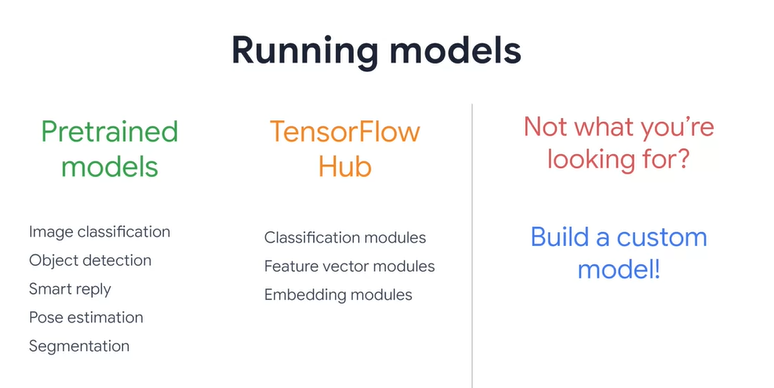 Running models
Pretrained
models
Image classification
Object detection
Smart reply
Pose estimation
Segmentation
TensorFlow
Hub
Classification modules
Feature vector modules
Embedding modules
Not what you’re
looking for?
Build a custom
model!